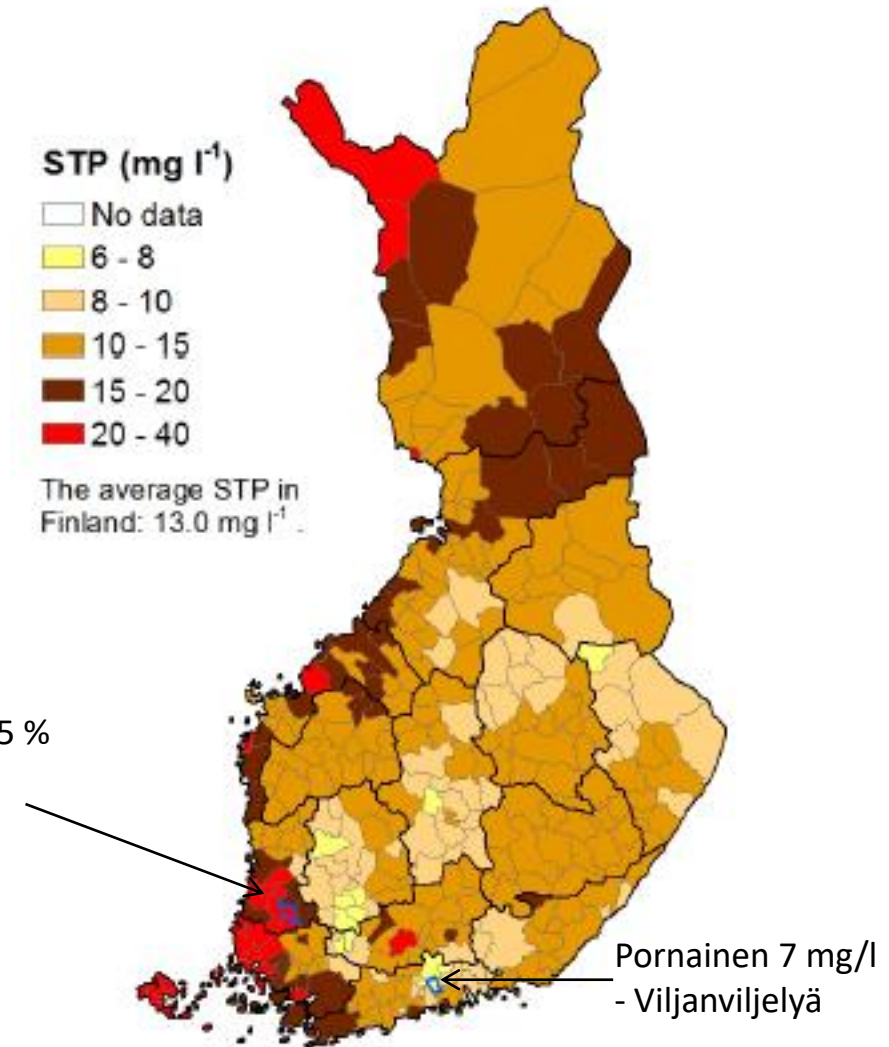 STP (mg l⁻¹)
No data
6 - 8
8 - 10
10 - 15
15 - 20
20 - 40
The average STP in
Finland: 13.0 mg l⁻¹ .
5 %
Pornainen 7 mg/l
- Viljanviljelyä